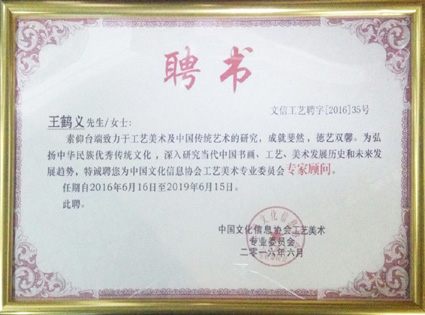 聘书
文信工艺聘字[2016]35号
王鹤义先生/女士：
素仰台端致力于工艺美术及中国传统艺术的研究，成就斐然，德艺双馨。为弘
扬中华民族优秀传统文化，深入研究当代中国书画、工艺、美术发展历史和未来发
展趋势，特诚聘您为中国文化信息协会工艺美术专业委员会专家顾问。
任期自2016年6月16日至2019年6月15日。
此聘。
中国文化信息协会工艺美术
专业委员会
二零一六年六月